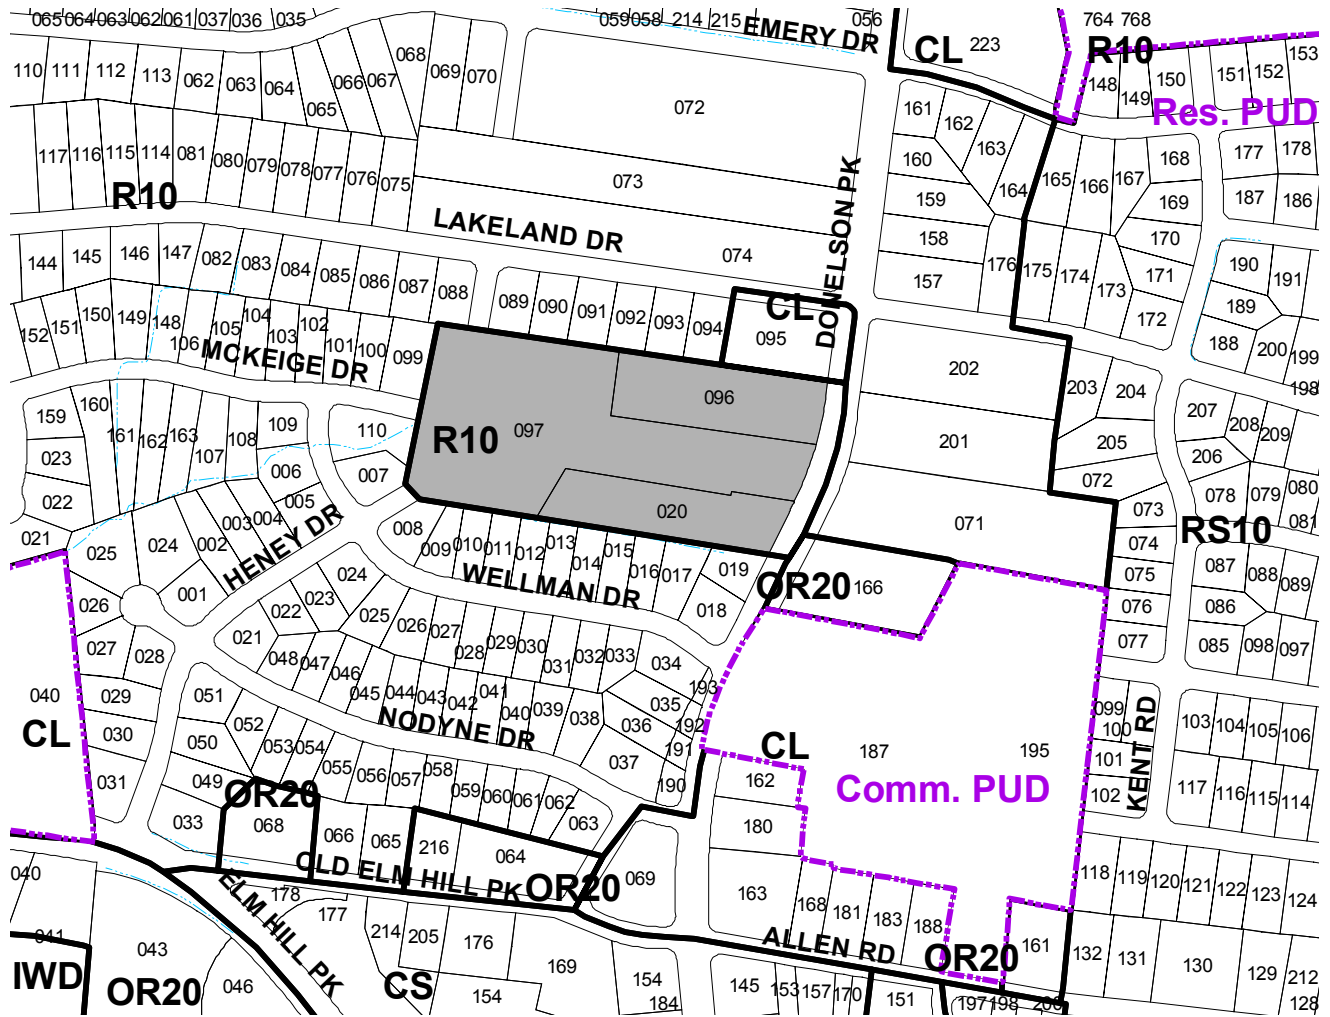 065 064 063 062 061 037 036 035
059 058 214 215
EMERY DR
056
CL
223
764 768
R10
153
110 111 112 113 062 063 064 065 066 067 068 069 070
072
161 162 163 164
148 149 150 151 152
Res. PUD
117 116 115 114 081 080 079 078 077 076 075
073
160
159
165 166 167 168
177 178
R10
169
187 186
LAKELAND DR
074
DONELSON PK
158
157
176 175 174 173
170
171
172
144 145 146 147 082 083 084 085 086 087 088
089 090 091 092 093 094
CL
095
190 191
189
188 200 199
198
152 151 150 149 148 106 105 104 103 102 101 100 099
MCKEIGE DR
202
203 204
096
097
R10
159 160 161 162 163 107 108 109
110
201
205
207 208 209
206
023
022
021
006
005
007
072
078 079 080
081
020
071
073
074
RS10
025 024 002 003 004
HENEY DR
008 009 010 011 012 013 014 015 016 017 019
018
WELLMAN DR
OR20
166
075
076
077
087 088 089
086
085 098 097
026
001
027 028
022 023 024
021
025 026 027 028 029 030 031 032 033 034
035
193
192
191
190
029
030
031
040
CL
048 047 046 045 044 043 042 041 040 039 038 036
037
NODYNE DR
051
052
050
049
053 054 055 056 057 058 059 060 061 062 063
CL
187 195
Comm. PUD
162
180
099
100
101
102
KENT RD
103 104 105 106
117 116 115 114
OR20
033
068
066 065 216 064
OLD ELM HILL PK
OR20
069
163 168 181 183 188
118 119 120 121 122 123 124
ELM HILL PK
040
041
043
IWD
OR20
046
178
177
214 205 176
CS
154
169
154
184
ALLEN RD
OR20
161
132 131 130 129 212
128
145 153 157 170 151
197 198 200